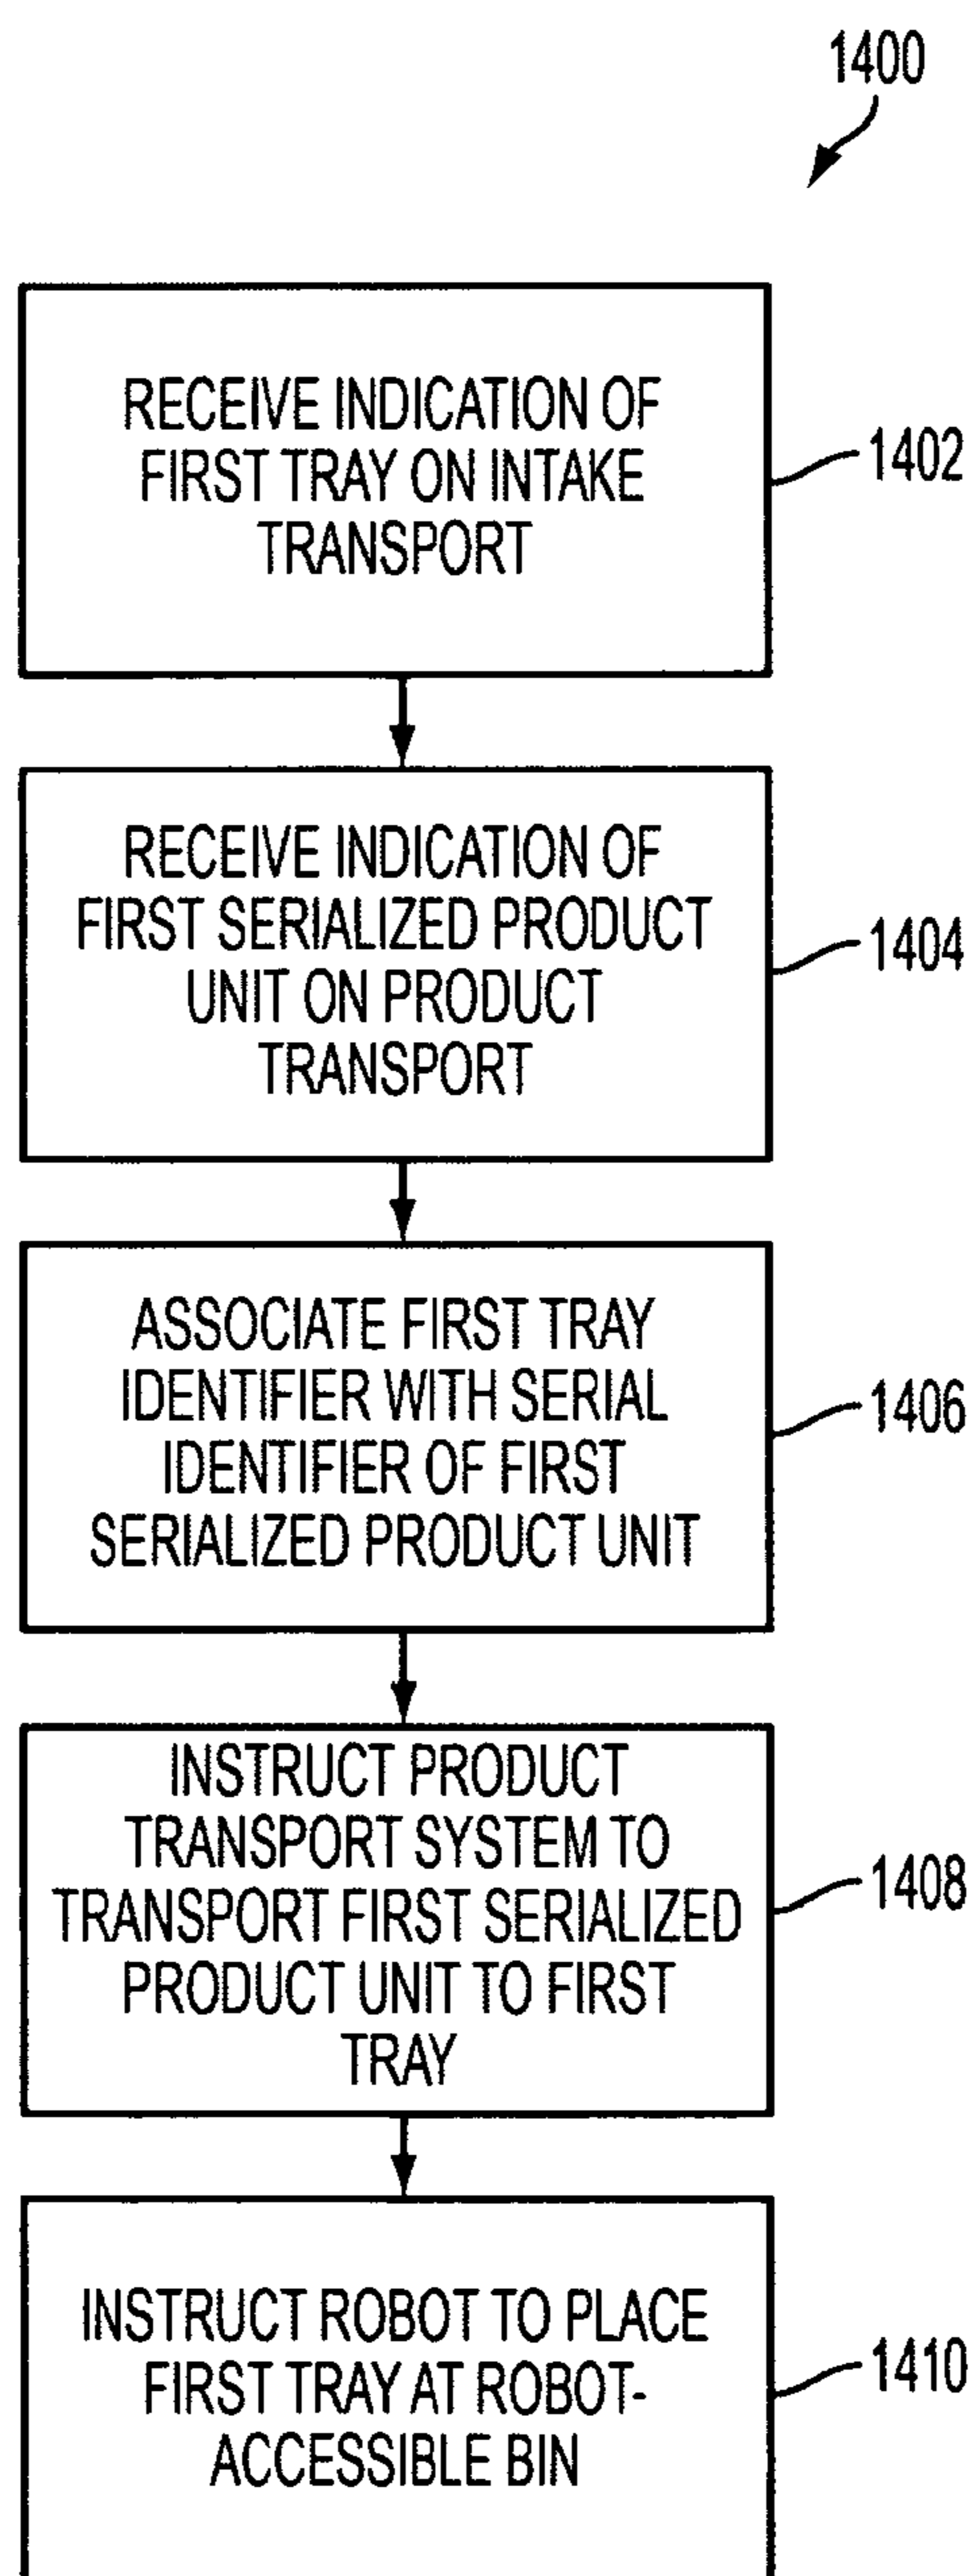 1400
RECEIVE INDICATION OF
FIRST TRAY ON INTAKE
TRANSPORT
1402
RECEIVE INDICATION OF
FIRST SERIALIZED PRODUCT
UNIT ON PRODUCT
TRANSPORT
1404
ASSOCIATE FIRST TRAY
IDENTIFIER WITH SERIAL
IDENTIFIER OF FIRST
SERIALIZED PRODUCT UNIT
1406
INSTRUCT PRODUCT
TRANSPORT SYSTEM TO
TRANSPORT FIRST SERIALIZED
PRODUCT UNIT TO FIRST
TRAY
1408
INSTRUCT ROBOT TO PLACE
FIRST TRAY AT ROBOT-
ACCESSIBLE BIN
1410